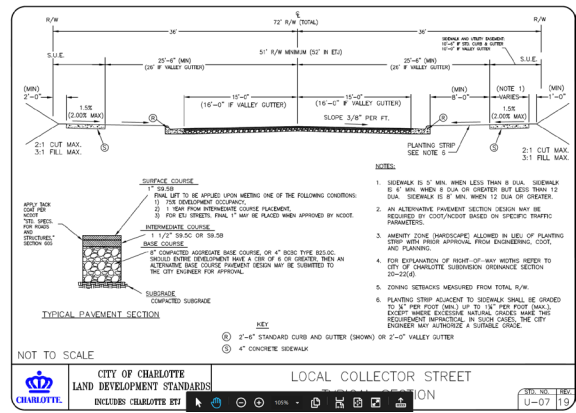 R/W
℄
72' R/W (TOTAL)
R/W
36'
36'
SIDEWALK AND UTILITY EASEMENT:
10'-6" IF STD. CURB & GUTTER
10'-0" IF VALLEY GUTTER
S.U.E.
51' R/W MINIMUM (52' IN ETJ)
S.U.E.
25'-6" (MIN)
(26' IF VALLEY GUTTER)
25'-6" (MIN)
(26' IF VALLEY GUTTER)
(MIN)
2'-0"
15'-0"
(16'-0" IF VALLEY GUTTER)
15'-0"
(16'-0" IF VALLEY GUTTER)
(MIN)
8'-0"
(NOTE 1)
VARIES
(MIN)
1'-0"
1.5%
(2.00% MAX)
R
SLOPE 3/8" PER FT.
R
1.5%
(2.00% MAX)
S
PLANTING STRIP
SEE NOTE 6
S
2:1 CUT MAX.
3:1 FILL MAX.
2:1 CUT MAX.
3:1 FILL MAX.
SURFACE COURSE
1" S9.5B
FINAL LIFT TO BE APPLIED UPON MEETING ONE OF THE FOLLOWING CONDITIONS:
1) 75% DEVELOPMENT OCCUPANCY,
2) 1 YEAR FROM INTERMEDIATE COURSE PLACEMENT,
3) FOR ETJ STREETS, FINAL 1" MAY BE PLACED WHEN APPROVED BY NCDOT.
APPLY TACK
COAT PER
NCDOT
"STD. SPECS.
FOR ROADS
AND
STRUCTURES,"
SECTION 605
INTERMEDIATE COURSE
1 1/2" S9.5C OR S9.5B
BASE COURSE
8" COMPACTED AGGREGATE BASE COURSE, OR 4" BCBC TYPE B25.0C.
SHOULD ENTIRE DEVELOPMENT HAVE A CBR OF 6 OR GREATER, THEN AN
ALTERNATIVE BASE COURSE PAVEMENT DESIGN MAY BE SUBMITTED TO
THE CITY ENGINEER FOR APPROVAL.
SUBGRADE
COMPACTED SUBGRADE
TYPICAL PAVEMENT SECTION
NOTES:
1. SIDEWALK IS 5' MIN. WHEN LESS THAN 8 DUA. SIDEWALK
IS 6' MIN. WHEN 8 DUA OR GREATER BUT LESS THAN 12
DUA. SIDEWALK IS 8' MIN. WHEN 12 DUA OR GREATER.
2. AN ALTERNATIVE PAVEMENT SECTION DESIGN MAY BE
REQUIRED BY CDOT/NCDOT BASED ON SPECIFIC TRAFFIC
PARAMETERS.
3. AMENITY ZONE (HARDSCAPE) ALLOWED IN LIEU OF PLANTING
STRIP WITH PRIOR APPROVAL FROM ENGINEERING, CDOT,
AND PLANNING.
4. FOR EXPLANATION OF RIGHT-OF-WAY WIDTHS REFER TO
CITY OF CHARLOTTE SUBDIVISION ORDINANCE SECTION
20-22(d).
5. ZONING SETBACKS MEASURED FROM TOTAL R/W.
6. PLANTING STRIP ADJACENT TO SIDEWALK SHALL BE GRADED
TO ¼" PER FOOT (MIN.) UP TO 1¼" PER FOOT (MAX.),
EXCEPT WHERE EXCESSIVE NATURAL GRADES MAKE THIS
REQUIREMENT IMPRACTICAL. IN SUCH CASES, THE CITY
ENGINEER MAY AUTHORIZE A SUITABLE GRADE.
KEY
R 2'-6" STANDARD CURB AND GUTTER (SHOWN) OR 2'-0" VALLEY GUTTER
S 4" CONCRETE SIDEWALK
NOT TO SCALE
CHARLOTTE.
CITY OF CHARLOTTE
LAND DEVELOPMENT STANDARDS
INCLUDES CHARLOTTE ETJ
LOCAL COLLECTOR STREET
105%
STD. NO.
REV.
U-07
19